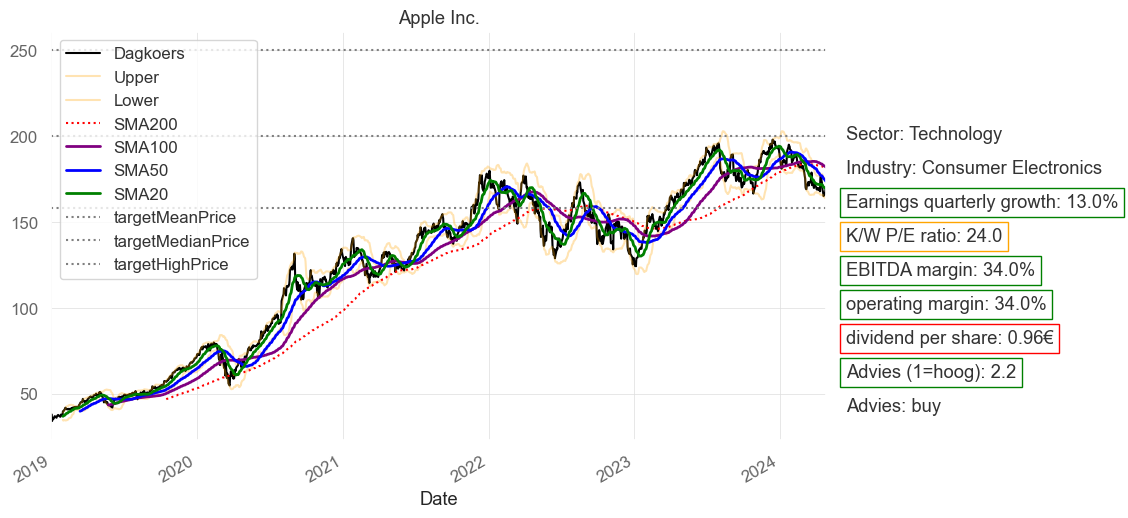 Apple Inc.
250
200
150
100
50
Dagkoers
Upper
Lower
SMA200
SMA100
SMA50
SMA20
targetMeanPrice
targetMedianPrice
targetHighPrice
2019
2020
2021
2022
2023
2024
Date
Sector: Technology
Industry: Consumer Electronics
Earnings quarterly growth: 13.0%
K/W P/E ratio: 24.0
EBITDA margin: 34.0%
operating margin: 34.0%
dividend per share: 0.96€
Advies (1=hoog): 2.2
Advies: buy